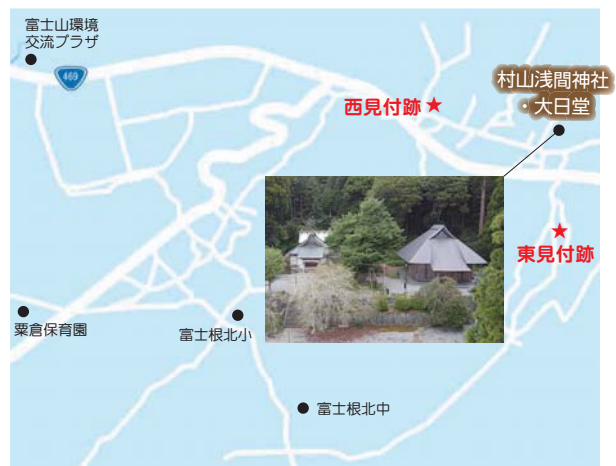 富士山環境
交流プラザ
469
西見付跡
村山浅間神社
・大日堂
東見付跡
粟倉保育園
富士根北小
富士根北中